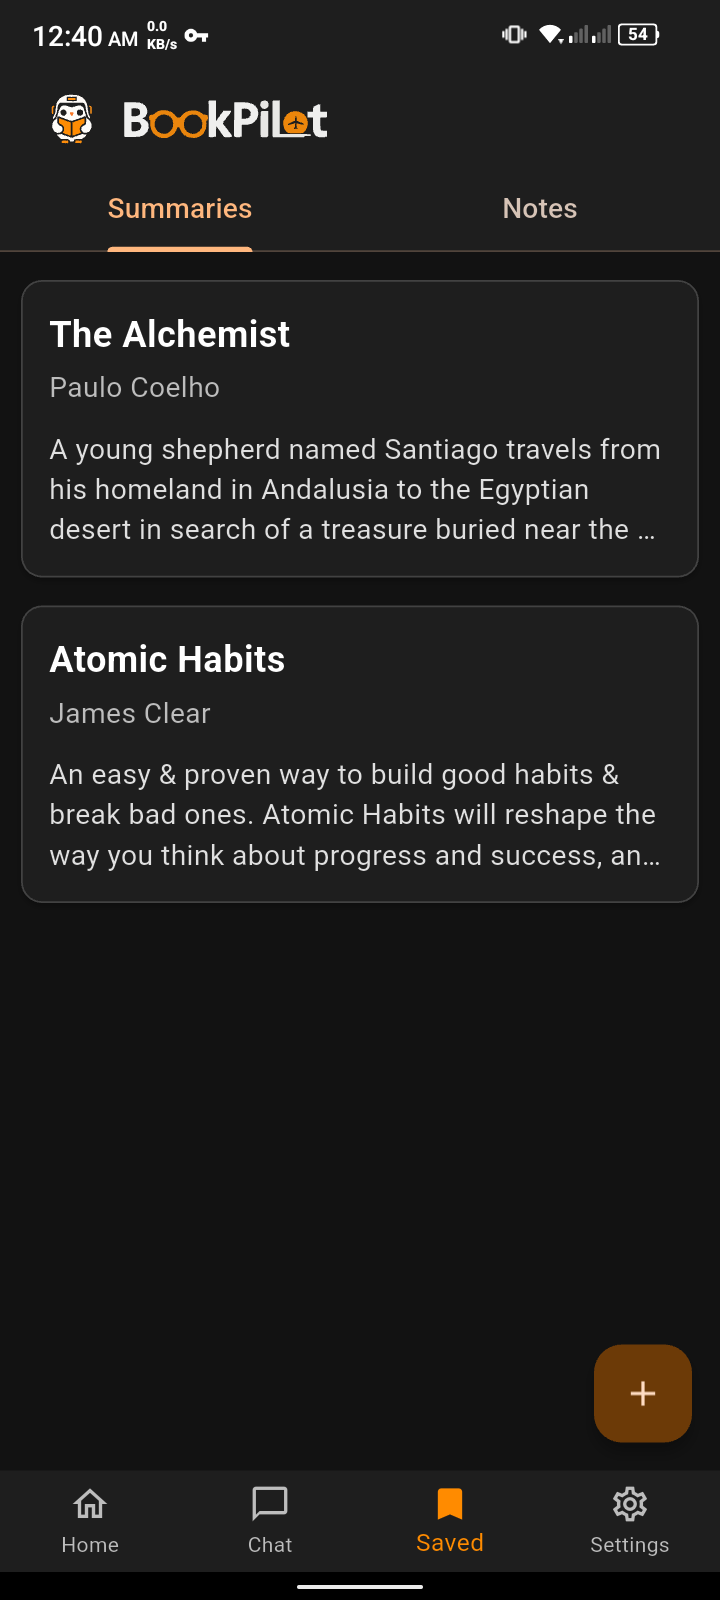 12:40 AM 0.0 KB/s 54
BookPilot
Summaries Notes
The Alchemist
Paulo Coelho
A young shepherd named Santiago travels from
his homeland in Andalusia to the Egyptian
desert in search of a treasure buried near the ...
Atomic Habits
James Clear
An easy & proven way to build good habits &
break bad ones. Atomic Habits will reshape the
way you think about progress and success, an...
+
Home Chat Saved Settings